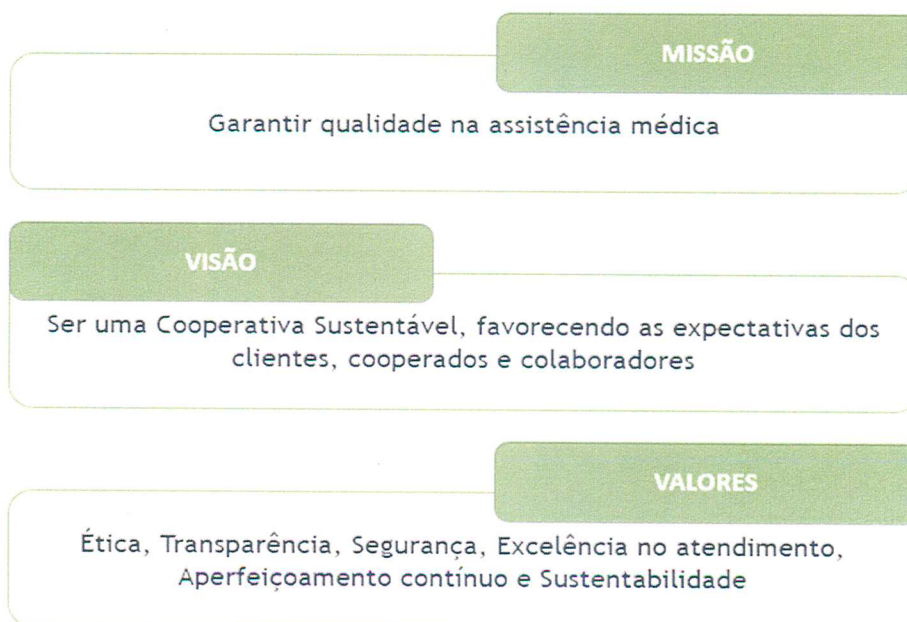 MISSÃO
Garantir qualidade na assistência médica
VISÃO
Ser uma Cooperativa Sustentável, favorecendo as expectativas dos
clientes, cooperados e colaboradores
VALORES
Ética, Transparência, Segurança, Excelência no atendimento,
Aperfeiçoamento contínuo e Sustentabilidade